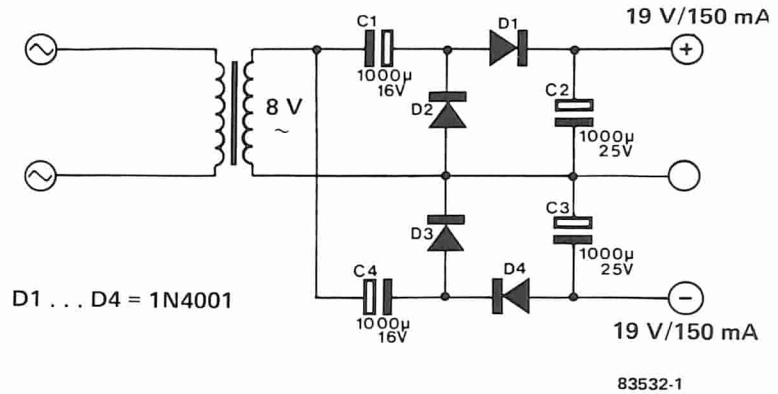 19 V/150 mA
C1
D1
+
1000µ
16V
8 V
~
D2
C2
1000µ
25V
D3
C3
1000µ
25V
C4
D4
1000µ
16V
D1 . . . D4 = 1N4001
−
19 V/150 mA
83532-1